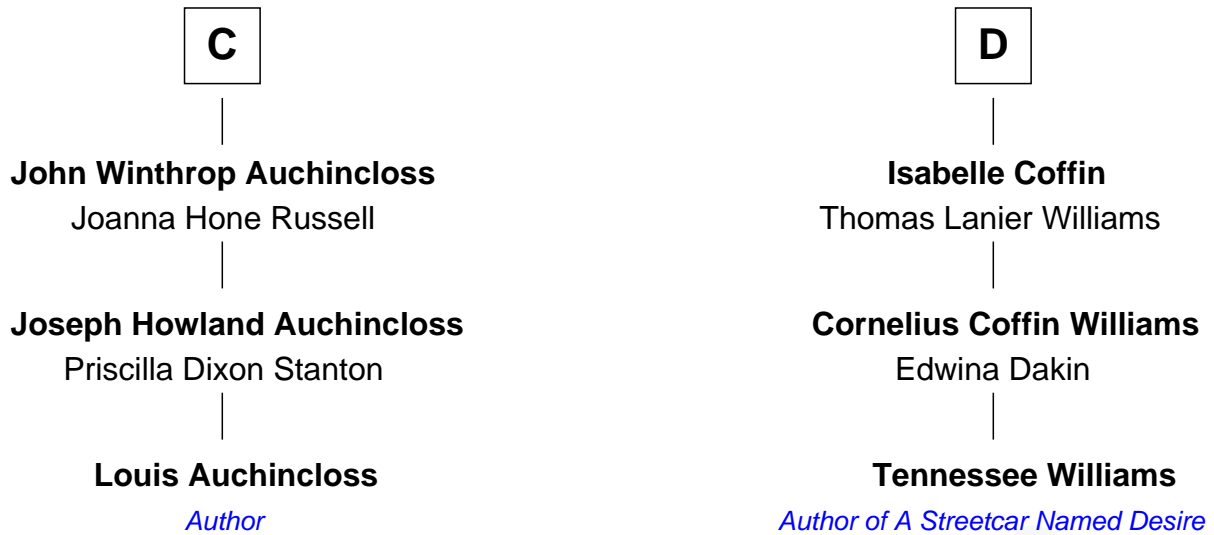 C
John Winthrop Auchincloss
Joanna Hone Russell
Joseph Howland Auchincloss
Priscilla Dixon Stanton
Louis Auchincloss
Author
D
Isabelle Coffin
Thomas Lanier Williams
Cornelius Coffin Williams
Edwina Dakin
Tennessee Williams
Author of A Streetcar Named Desire